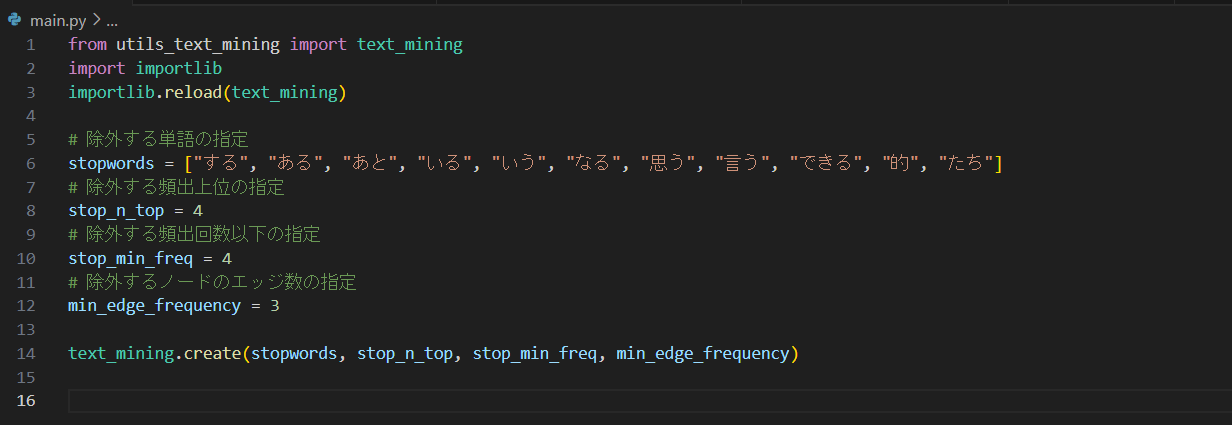 main.py > ...
1 from utils_text_mining import text_mining
2 import importlib
3 importlib.reload(text_mining)
4
5 # 除外する単語の指定
6 stopwords = ["する", "ある", "あと", "いる", "いう", "なる", "思う", "言う", "できる", "的", "たち"]
7 # 除外する頻出上位の指定
8 stop_n_top = 4
9 # 除外する頻出回数以下の指定
10 stop_min_freq = 4
11 # 除外するノードのエッジ数の指定
12 min_edge_frequency = 3
13
14 text_mining.create(stopwords, stop_n_top, stop_min_freq, min_edge_frequency)
15
16